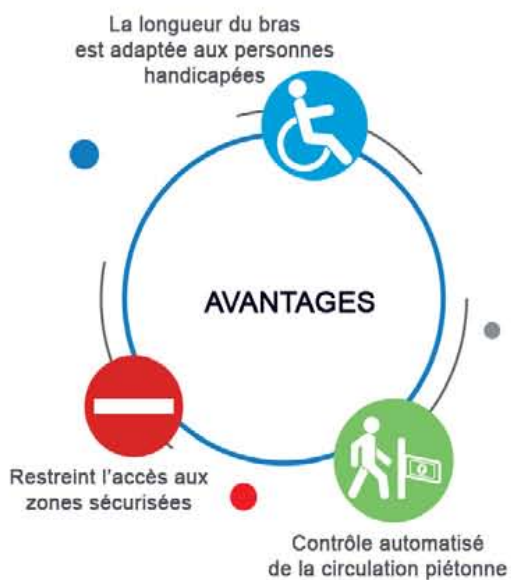 La longueur du bras
est adaptée aux personnes
handicapées
AVANTAGES
Restreint l'accès aux
zones sécurisées
Contrôle automatisé
de la circulation piétonne